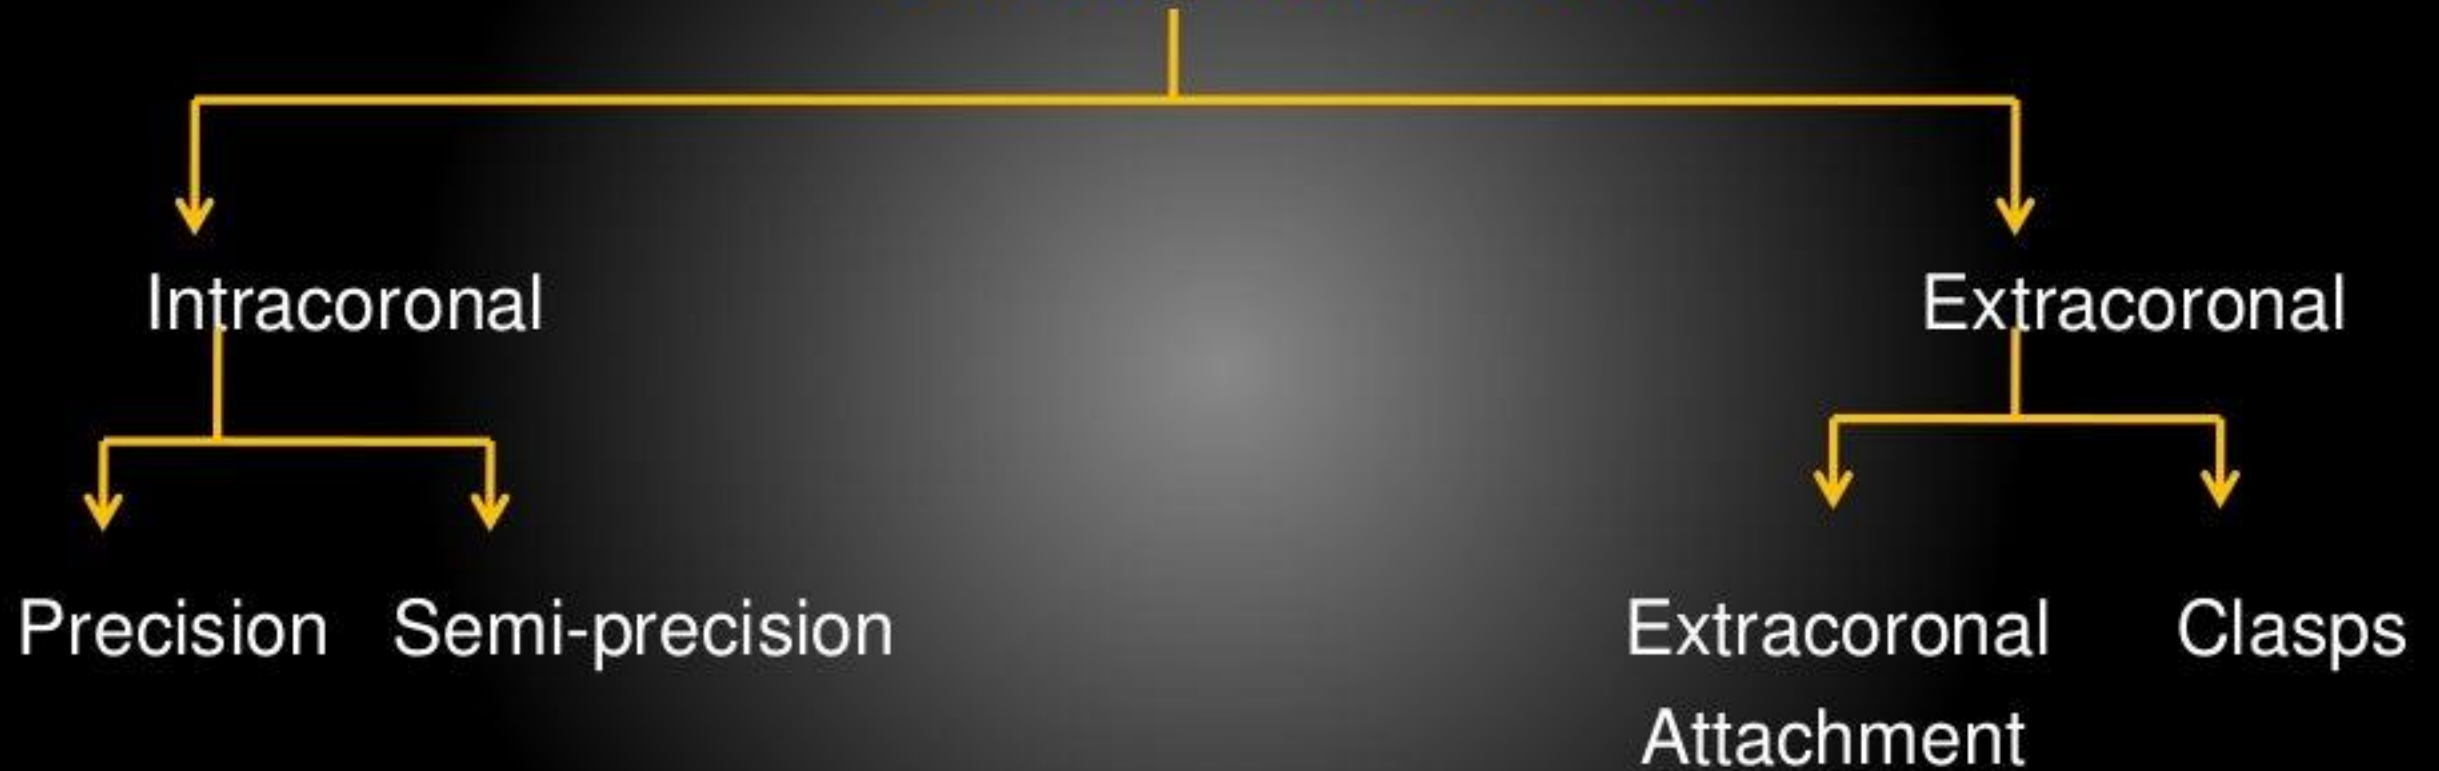 Intracoronal
Extracoronal
Precision
Semi-precision
Extracoronal
Attachment
Clasps